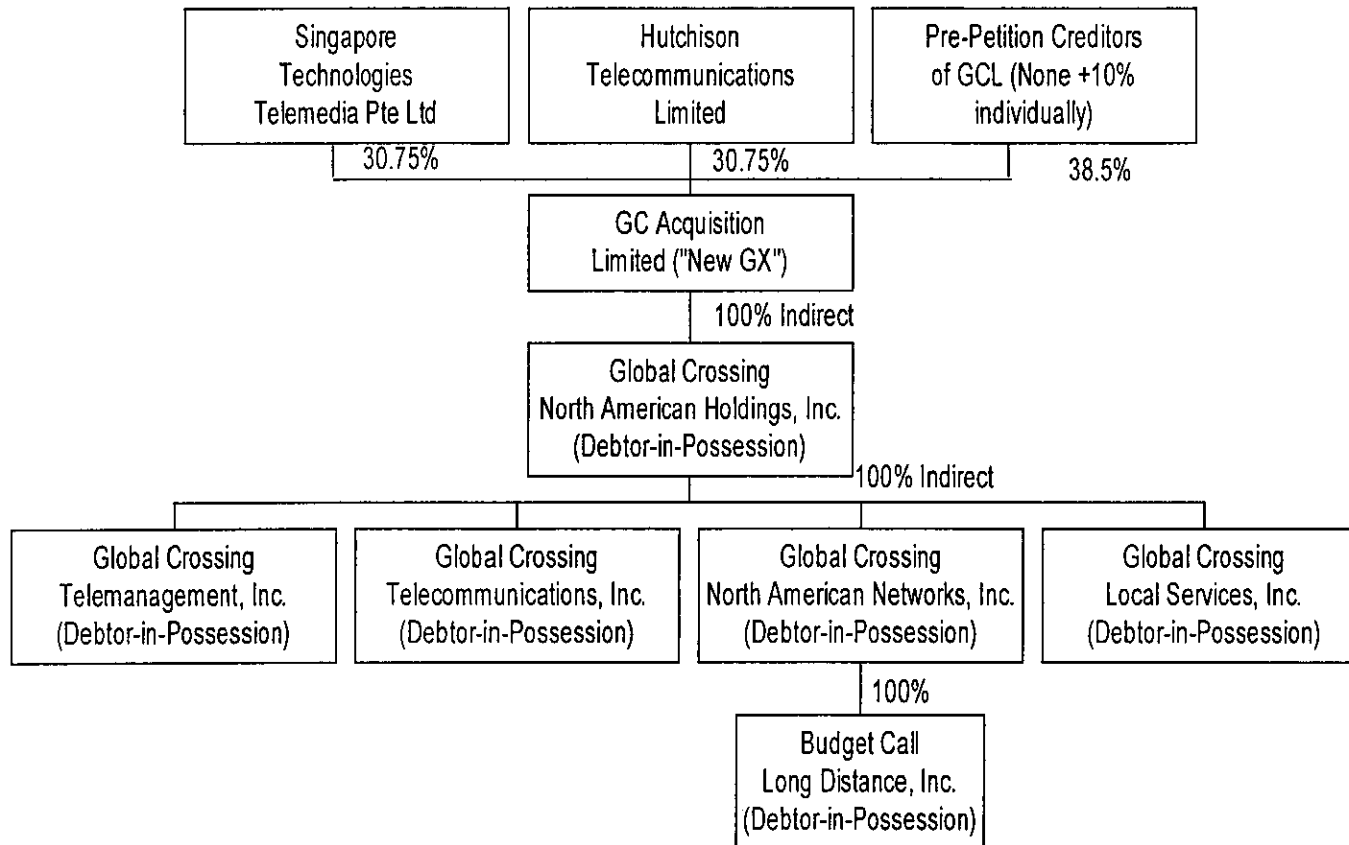 Singapore
Technologies
Telemedia Pte Ltd
Hutchison
Telecommunications
Limited
Pre-Petition Creditors
of GCL (None +10%
individually)
30.75%
30.75%
38.5%
GC Acquisition
Limited ("New GX")
100% Indirect
Global Crossing
North American Holdings, Inc.
(Debtor-in-Possession)
100% Indirect
Global Crossing
Telemanagement, Inc.
(Debtor-in-Possession)
Global Crossing
Telecommunications, Inc.
(Debtor-in-Possession)
Global Crossing
North American Networks, Inc.
(Debtor-in-Possession)
Global Crossing
Local Services, Inc.
(Debtor-in-Possession)
100%
Budget Call
Long Distance, Inc.
(Debtor-in-Possession)